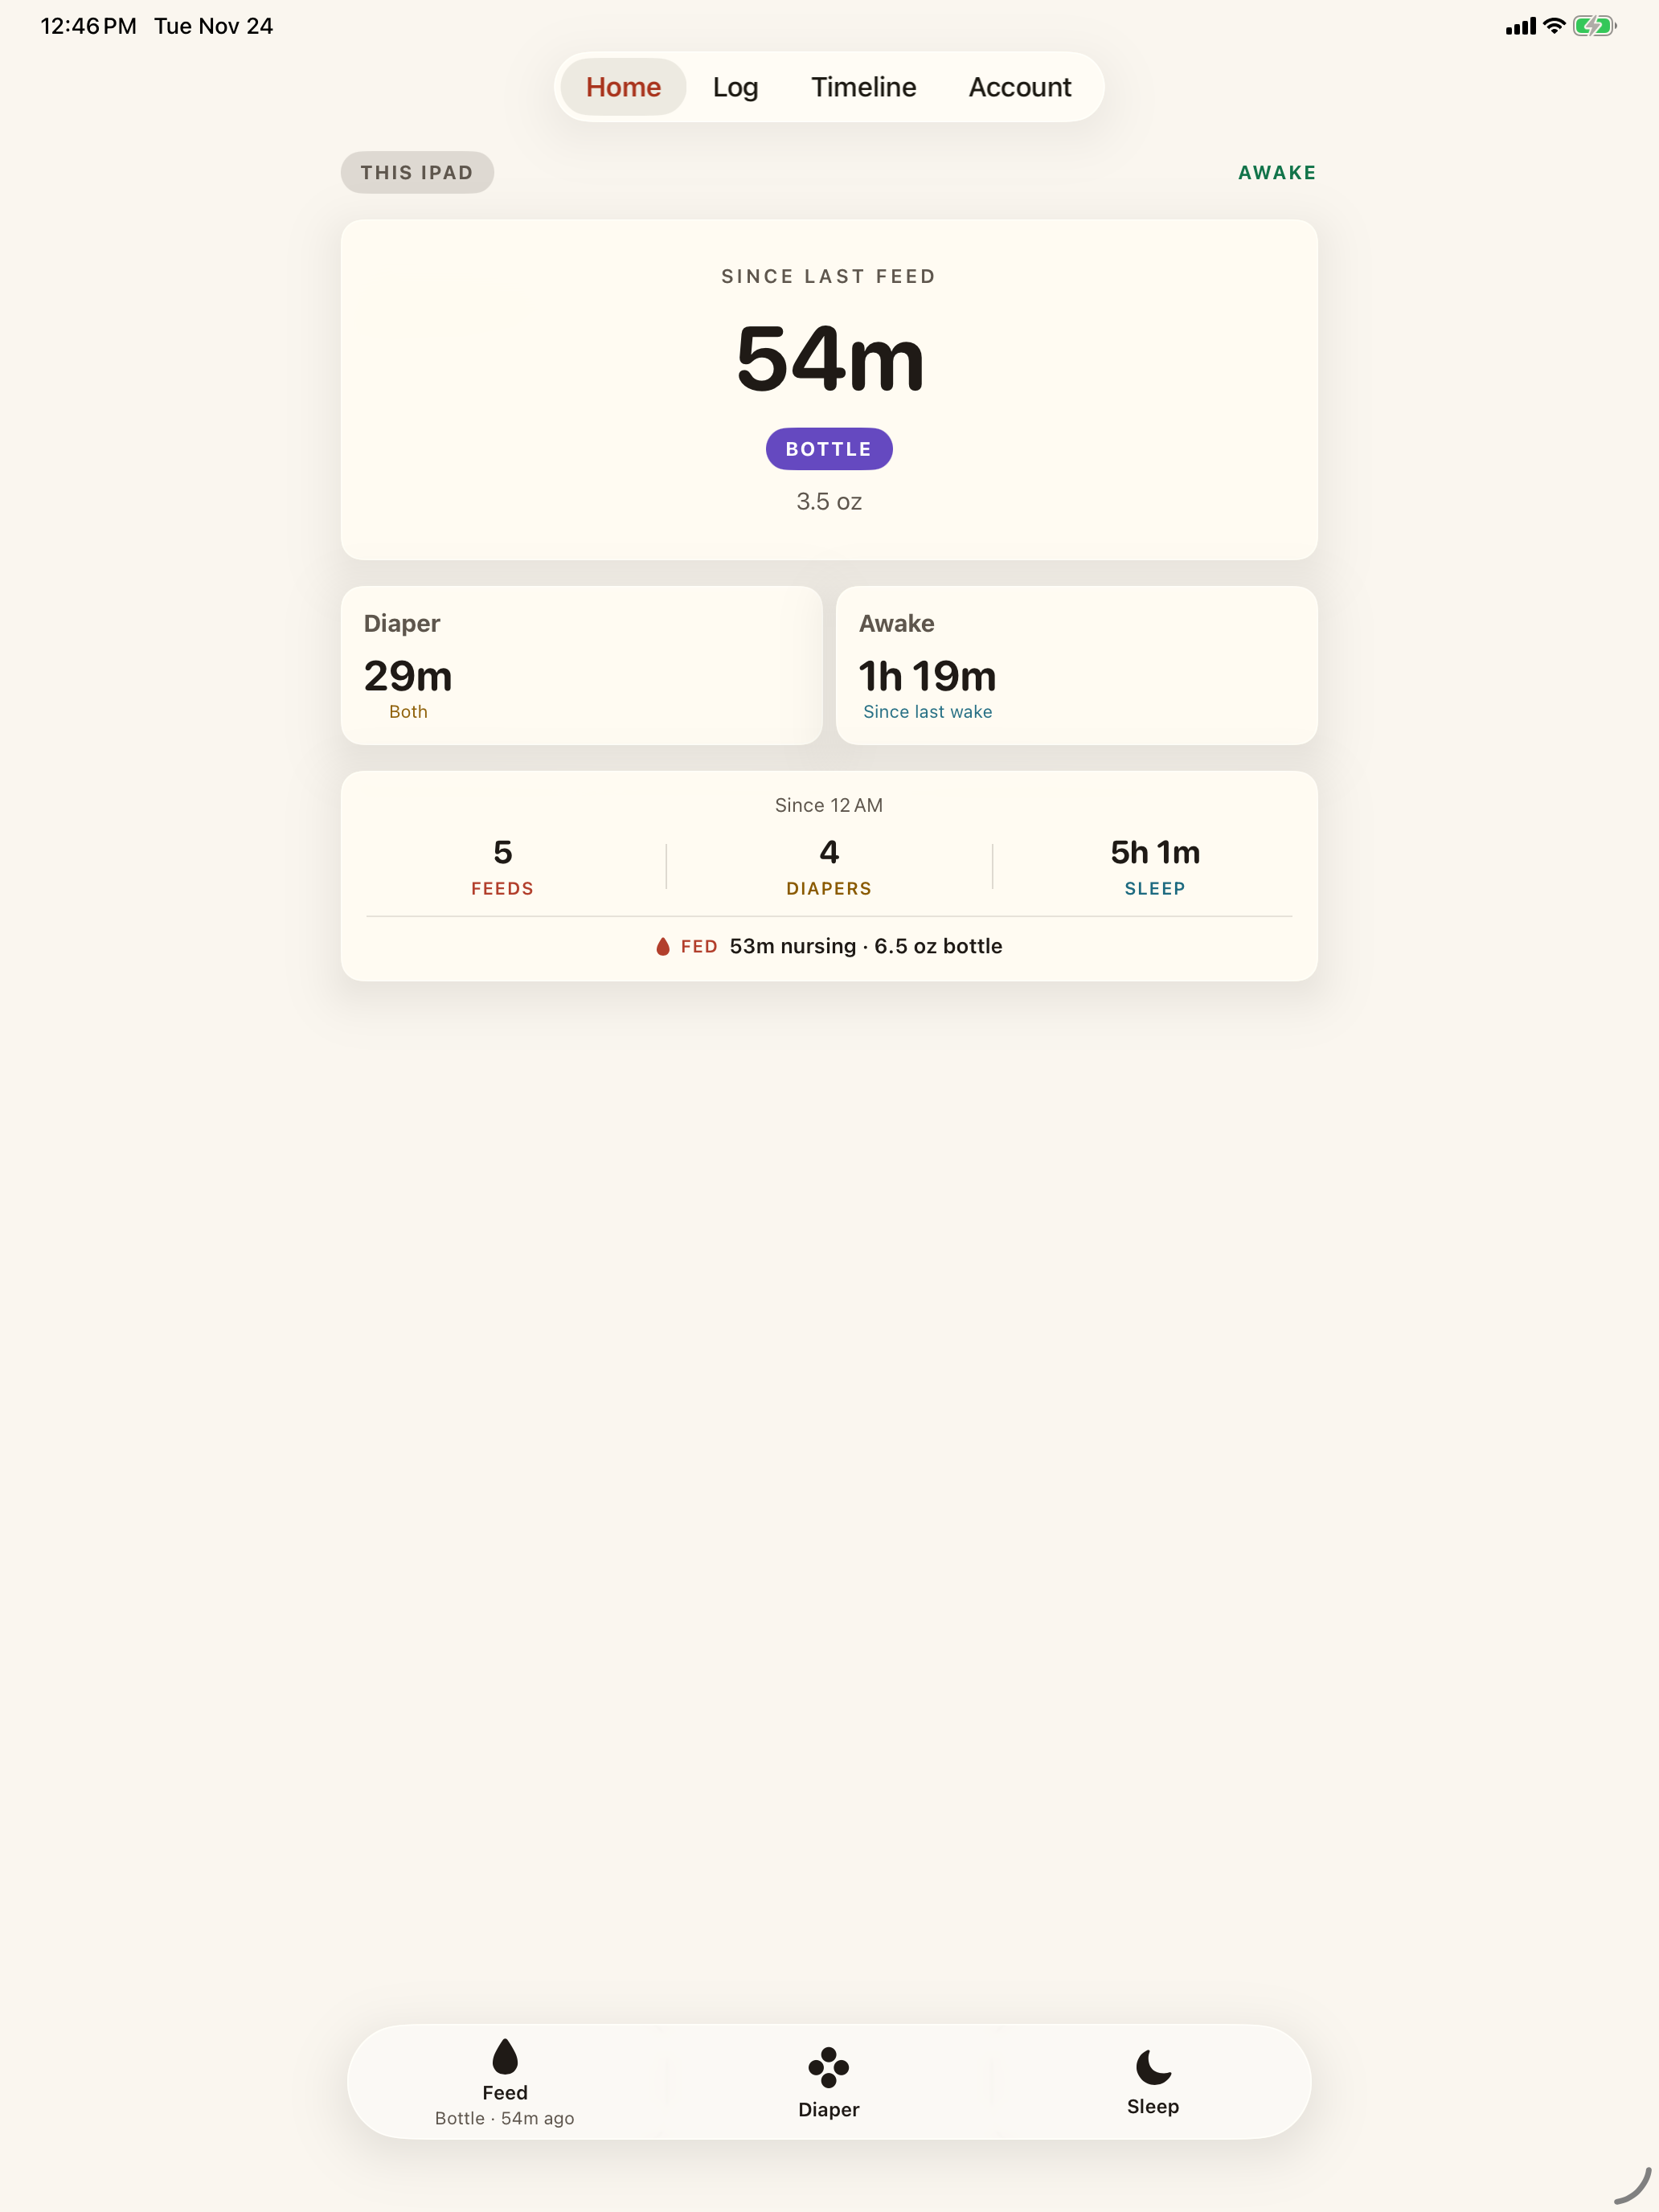 12:46 PM Tue Nov 24
Home Log Timeline Account
THIS IPAD
AWAKE
SINCE LAST FEED
54m
BOTTLE
3.5 oz
Diaper
29m
Both
Awake
1h 19m
Since last wake
Since 12 AM
5
FEEDS
4
DIAPERS
5h 1m
SLEEP
FED 53m nursing · 6.5 oz bottle
Feed
Bottle · 54m ago
Diaper
Sleep